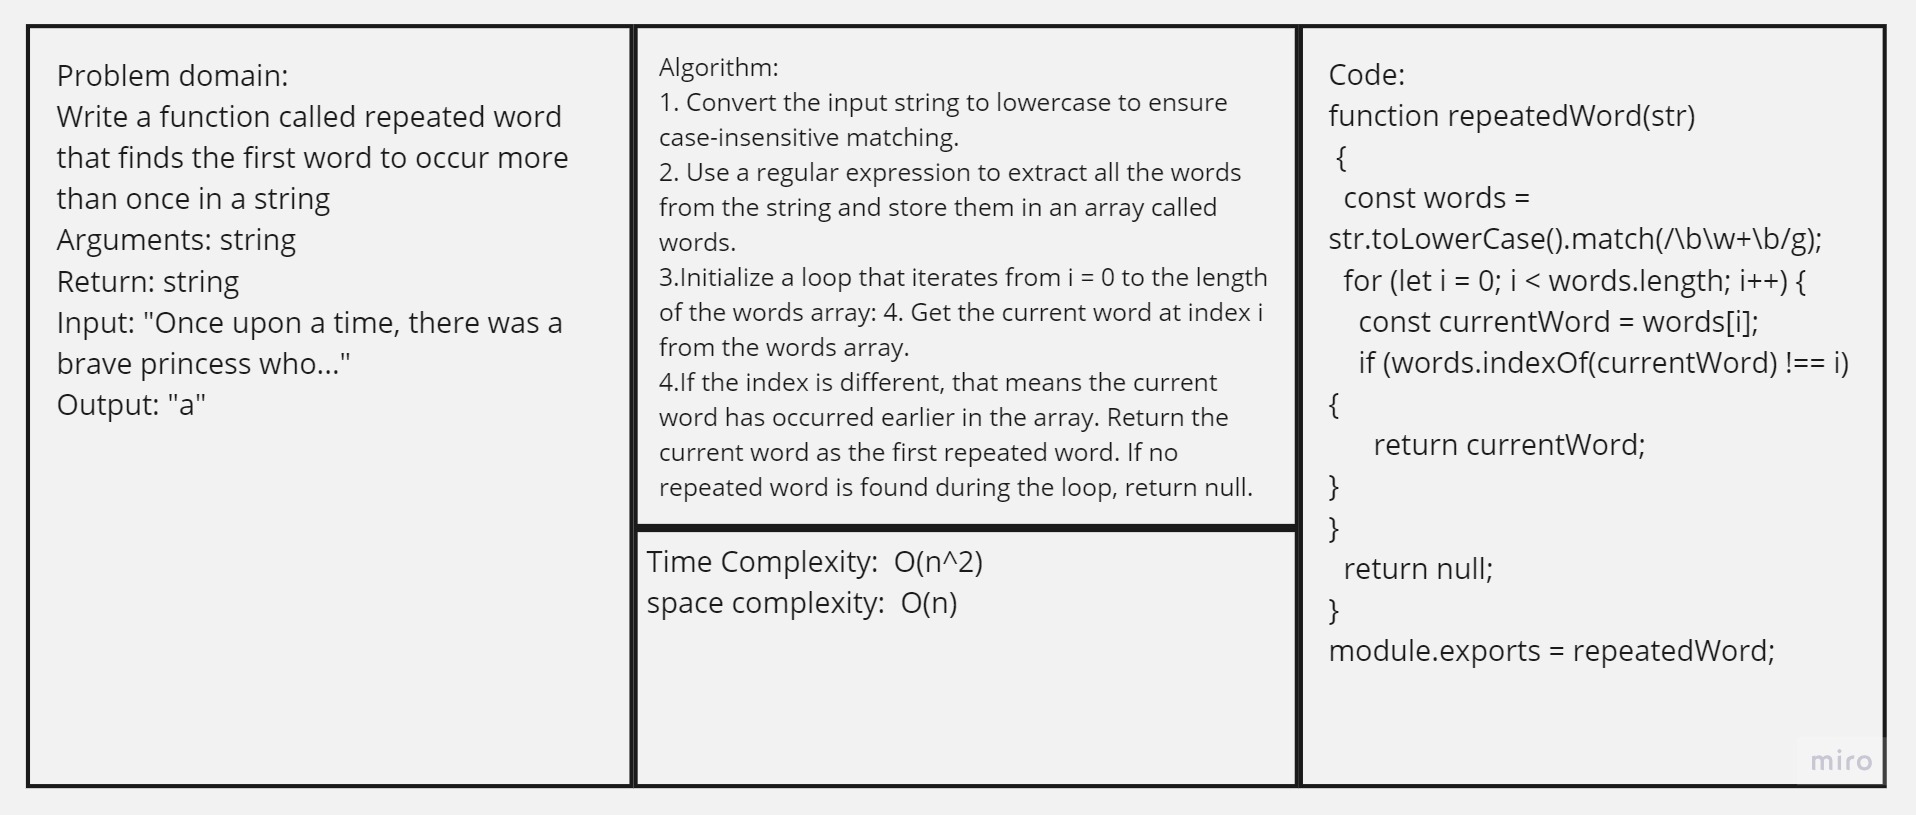 Problem domain:
Write a function called repeated word
that finds the first word to occur more
than once in a string
Arguments: string
Return: string
Input: "Once upon a time, there was a
brave princess who..."
Output: "a"
Algorithm:
1. Convert the input string to lowercase to ensure
case-insensitive matching.
2. Use a regular expression to extract all the words
from the string and store them in an array called
words.
3.Initialize a loop that iterates from i = 0 to the length
of the words array: 4. Get the current word at index i
from the words array.
4.If the index is different, that means the current
word has occurred earlier in the array. Return the
current word as the first repeated word. If no
repeated word is found during the loop, return null.
Time Complexity:  O(n^2)
space complexity:  O(n)
Code:
function repeatedWord(str)
 {
  const words =
str.toLowerCase().match(/\b\w+\b/g);
  for (let i = 0; i < words.length; i++) {
    const currentWord = words[i];
    if (words.indexOf(currentWord) !== i)
{
      return currentWord;
}
}
  return null;
}
module.exports = repeatedWord;
miro